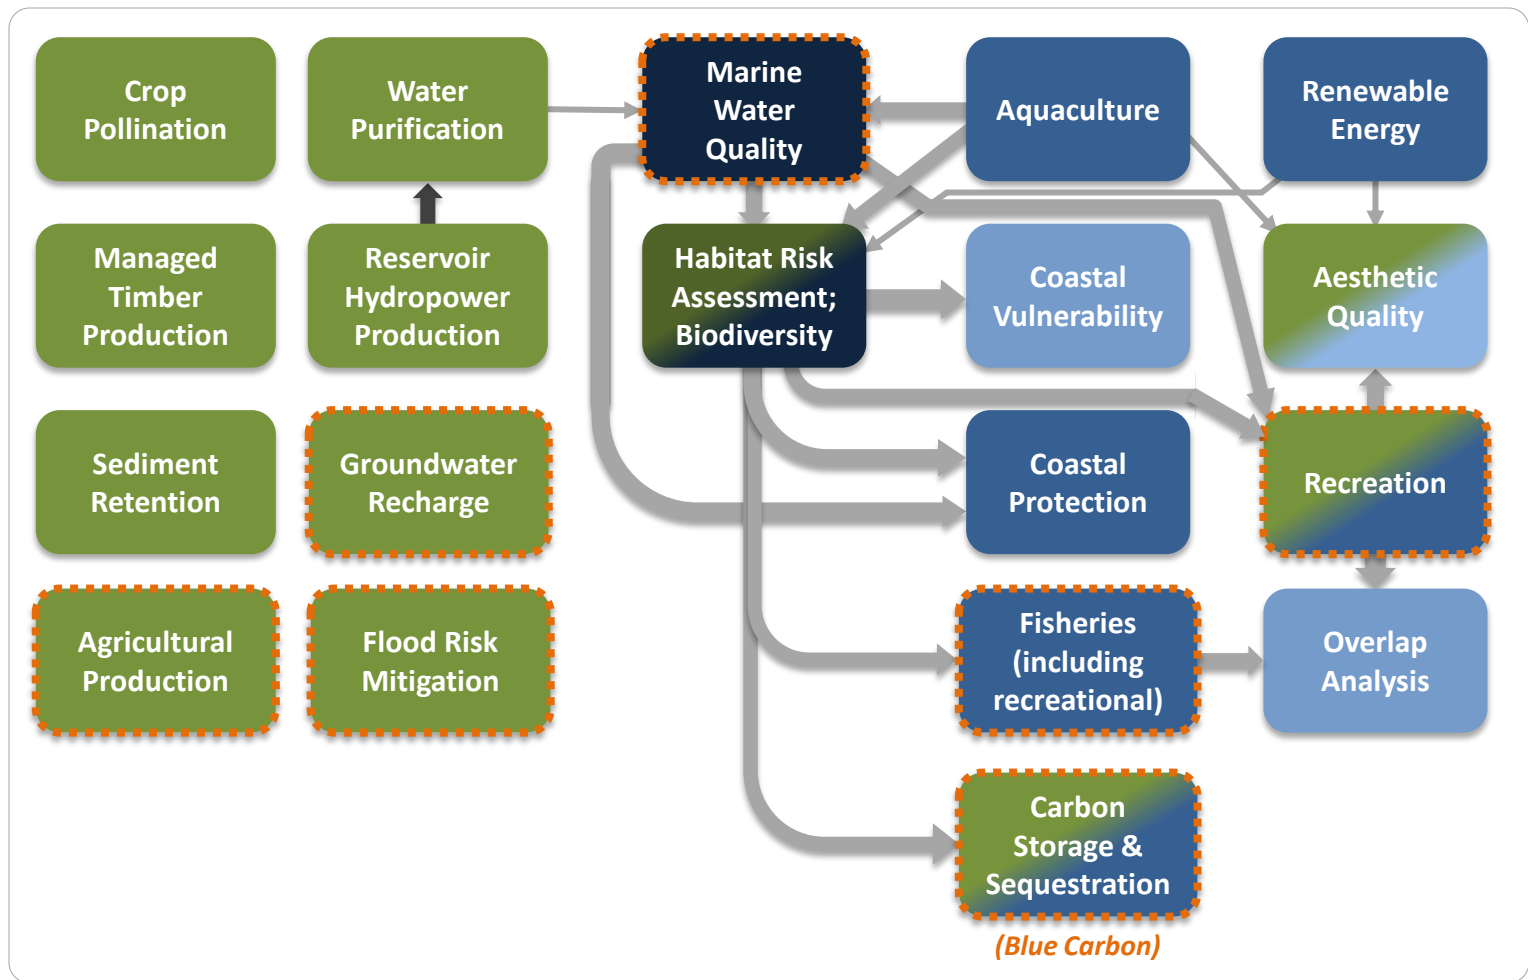 Crop
Pollination
Water
Purification
Marine
Water
Quality
Aquaculture
Renewable
Energy
Managed
Timber
Production
Reservoir
Hydropower
Production
Habitat Risk
Assessment;
Biodiversity
Coastal
Vulnerability
Aesthetic
Quality
Sediment
Retention
Groundwater
Recharge
Coastal
Protection
Recreation
Agricultural
Production
Flood Risk
Mitigation
Fisheries
(including
recreational)
Overlap
Analysis
Carbon
Storage &
Sequestration
(Blue Carbon)